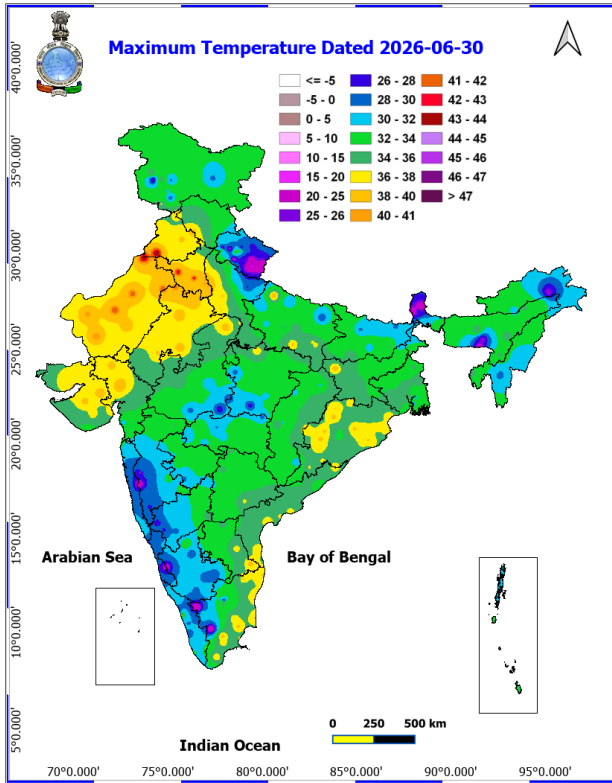 Maximum Temperature Dated 2026-06-30
<= -5
-5 - 0
0 - 5
5 - 10
10 - 15
15 - 20
20 - 25
25 - 26
26 - 28
28 - 30
30 - 32
32 - 34
34 - 36
36 - 38
38 - 40
40 - 41
41 - 42
42 - 43
43 - 44
44 - 45
45 - 46
46 - 47
> 47
40°0.000'
35°0.000'
30°0.000'
25°0.000'
20°0.000'
15°0.000'
10°0.000'
5°0.000'
Arabian Sea
Bay of Bengal
Indian Ocean
0 250 500 km
70°0.000' 75°0.000' 80°0.000' 85°0.000' 90°0.000' 95°0.000'